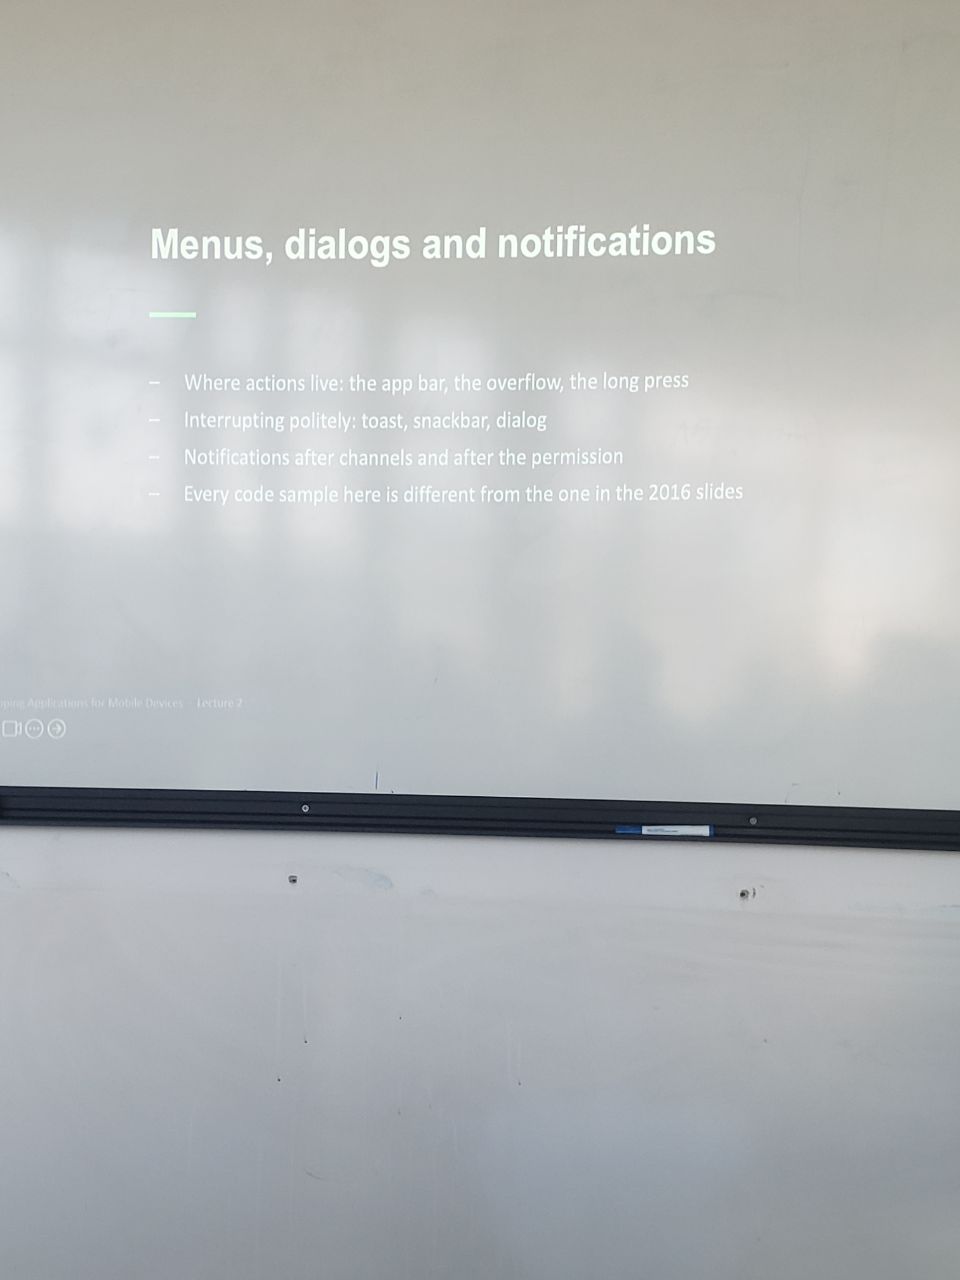 Menus, dialogs and notifications
– Where actions live: the app bar, the overflow, the long press
– Interrupting politely: toast, snackbar, dialog
– Notifications after channels and after the permission
– Every code sample here is different from the one in the 2016 slides
Applications for Mobile Devices - Lecture 2